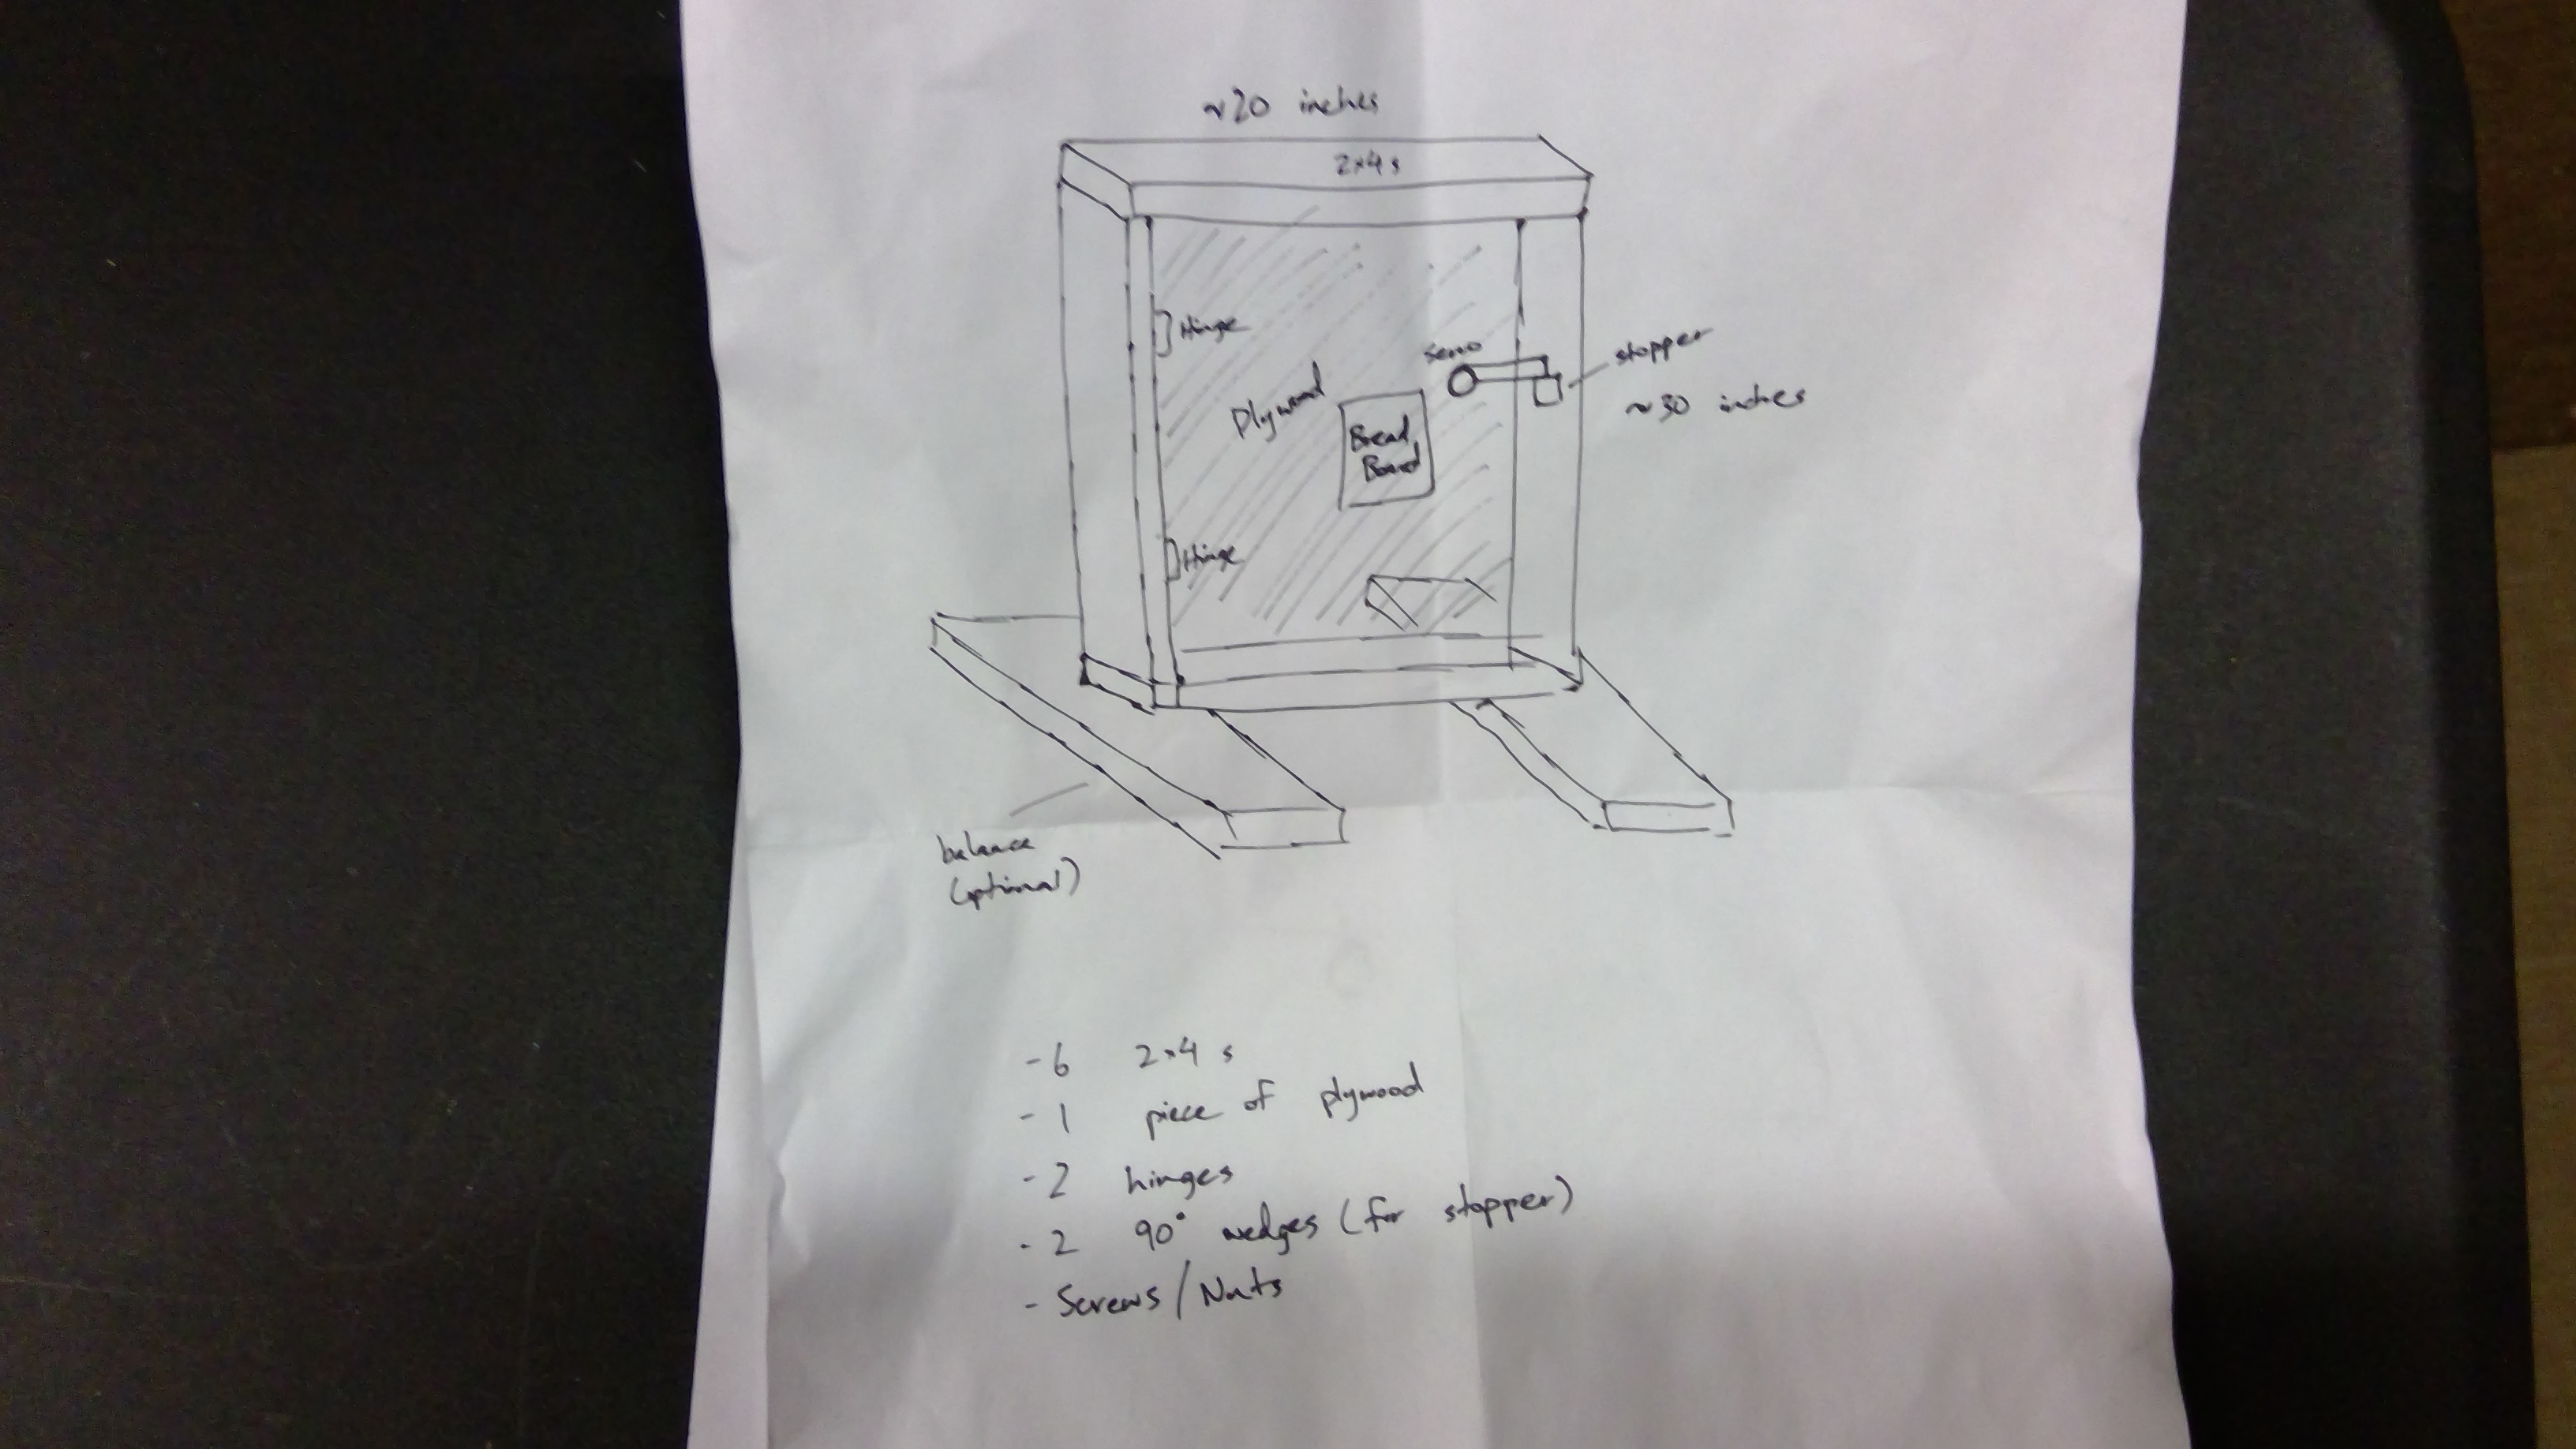 ~20 inches
2x4s
Hinge
Servo
stopper
Plywood
~30 inches
Bread
Board
Hinge
balance
(optional)
- 6 2x4 s
- 1 piece of plywood
- 2 hinges
- 2 90° wedges (for stopper)
- Screws / Nuts